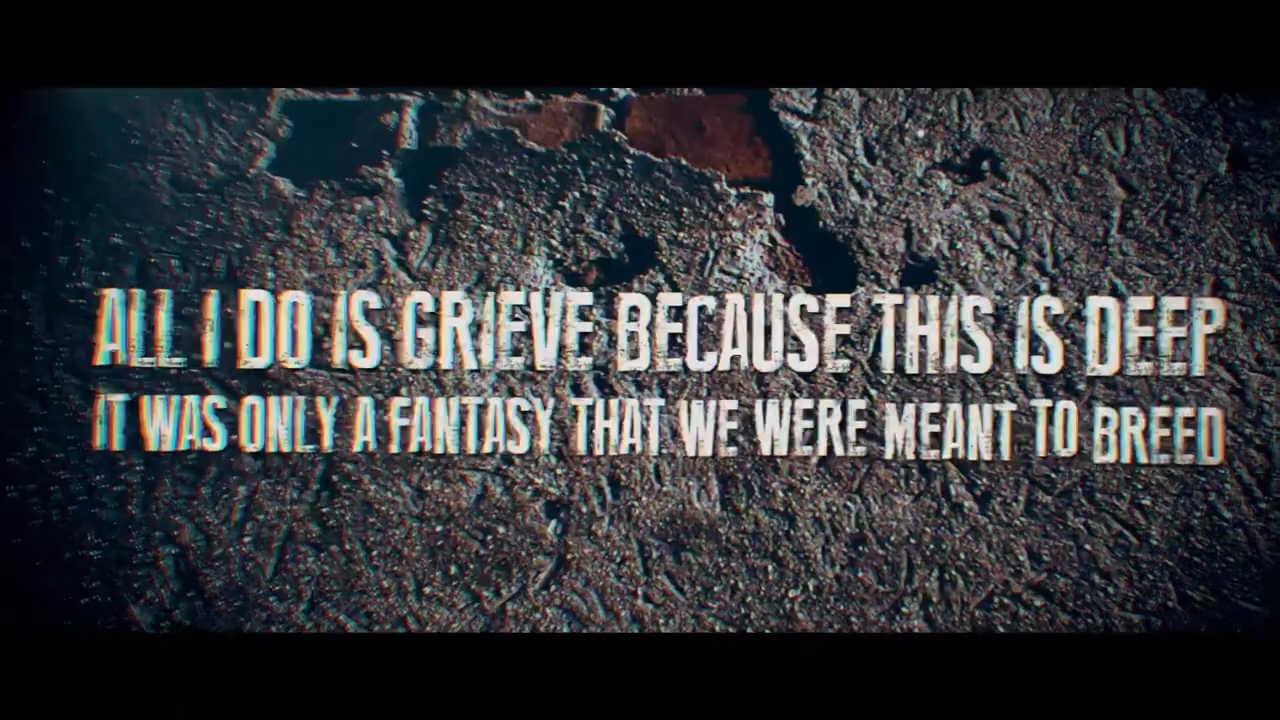 ALL I DO IS GRIEVE BECAUSE THIS IS DEEP
IT WAS ONLY A FANTASY THAT WE WERE MEANT TO BREED